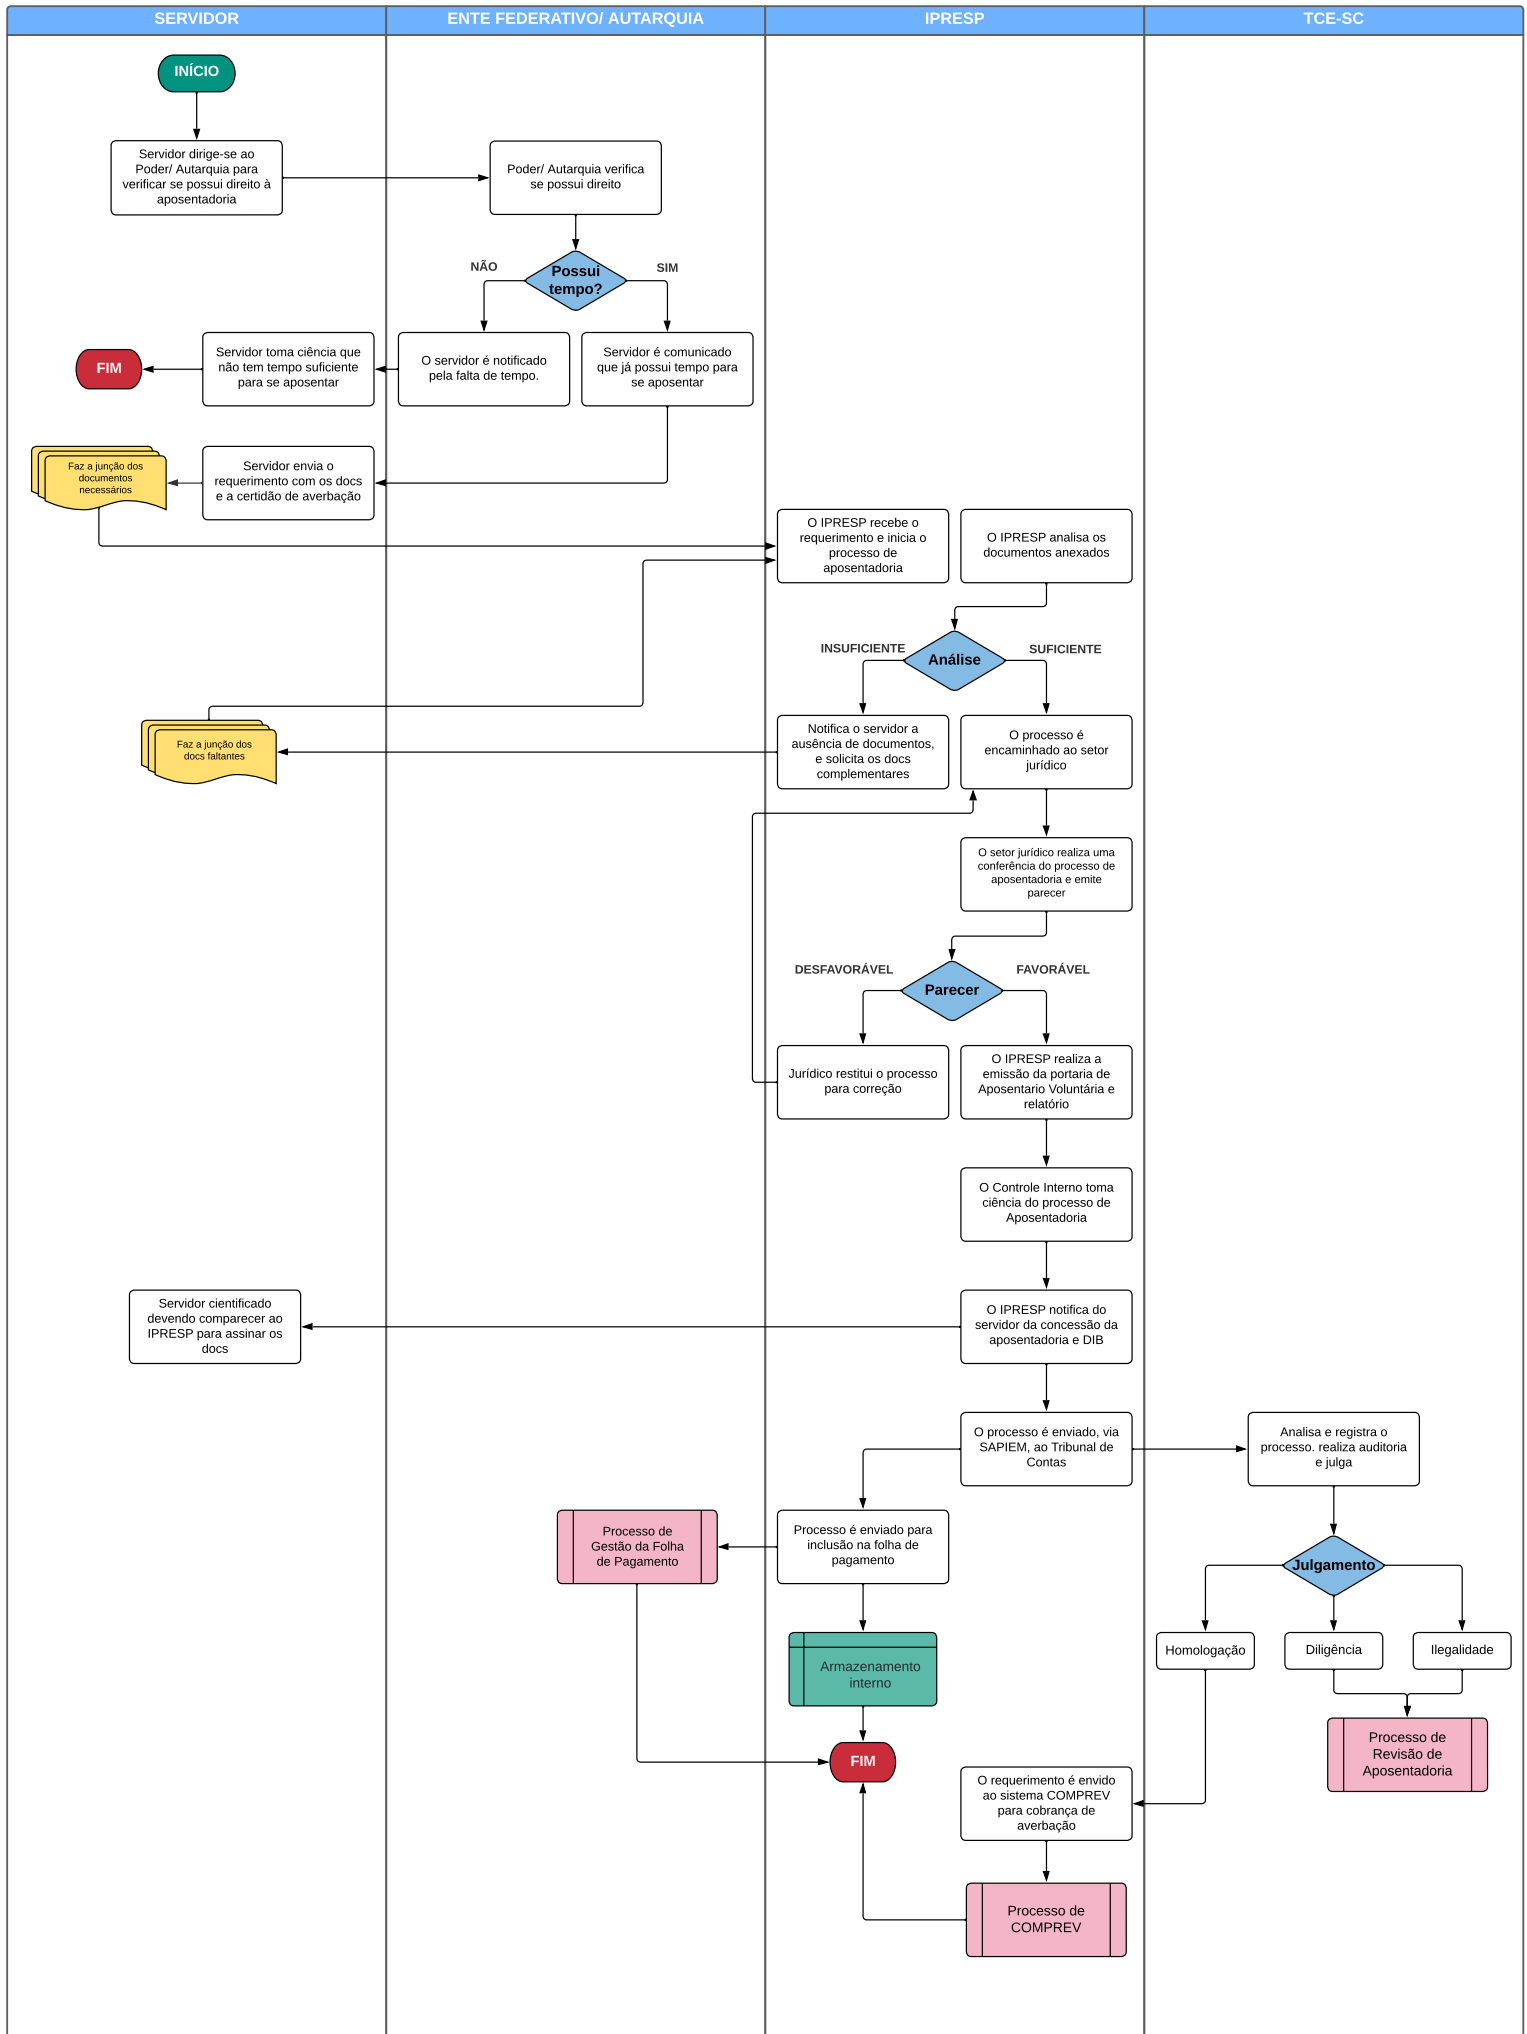 SERVIDOR
ENTE FEDERATIVO/ AUTARQUIA
IPRESP
TCE-SC
INÍCIO
Servidor dirige-se ao
Poder/ Autarquia para
verificar se possui direito à
aposentadoria
Poder/ Autarquia verifica
se possui direito
Possui
tempo?
NÃO
SIM
FIM
Servidor toma ciência que
não tem tempo suficiente
para se aposentar
O servidor é notificado
pela falta de tempo.
Servidor é comunicado
que já possui tempo para
se aposentar
Faz a junção dos
documentos
necessários
Servidor envia o
requerimento com os docs
e a certidão de averbação
O IPRESP recebe o
requerimento e inicia o
processo de
aposentadoria
O IPRESP analisa os
documentos anexados
INSUFICIENTE
Análise
SUFICIENTE
Faz a junção dos
docs faltantes
Notifica o servidor a
ausência de documentos,
e solicita os docs
complementares
O processo é
encaminhado ao setor
jurídico
O setor jurídico realiza uma
conferência do processo de
aposentadoria e emite
parecer
DESFAVORÁVEL
Parecer
FAVORÁVEL
Jurídico restitui o processo
para correção
O IPRESP realiza a
emissão da portaria de
Aposentario Voluntária e
relatório
O Controle Interno toma
ciência do processo de
Aposentadoria
Servidor cientificado
devendo comparecer ao
IPRESP para assinar os
docs
O IPRESP notifica do
servidor da concessão da
aposentadoria e DIB
O processo é enviado, via
SAPIEM, ao Tribunal de
Contas
Analisa e registra o
processo. realiza auditoria
e julga
Processo de
Gestão da Folha
de Pagamento
Processo é enviado para
inclusão na folha de
pagamento
Julgamento
Armazenamento
interno
Homologação
Diligência
Ilegalidade
Processo de
Revisão de
Aposentadoria
FIM
O requerimento é envido
ao sistema COMPREV
para cobrança de
averbação
Processo de
COMPREV